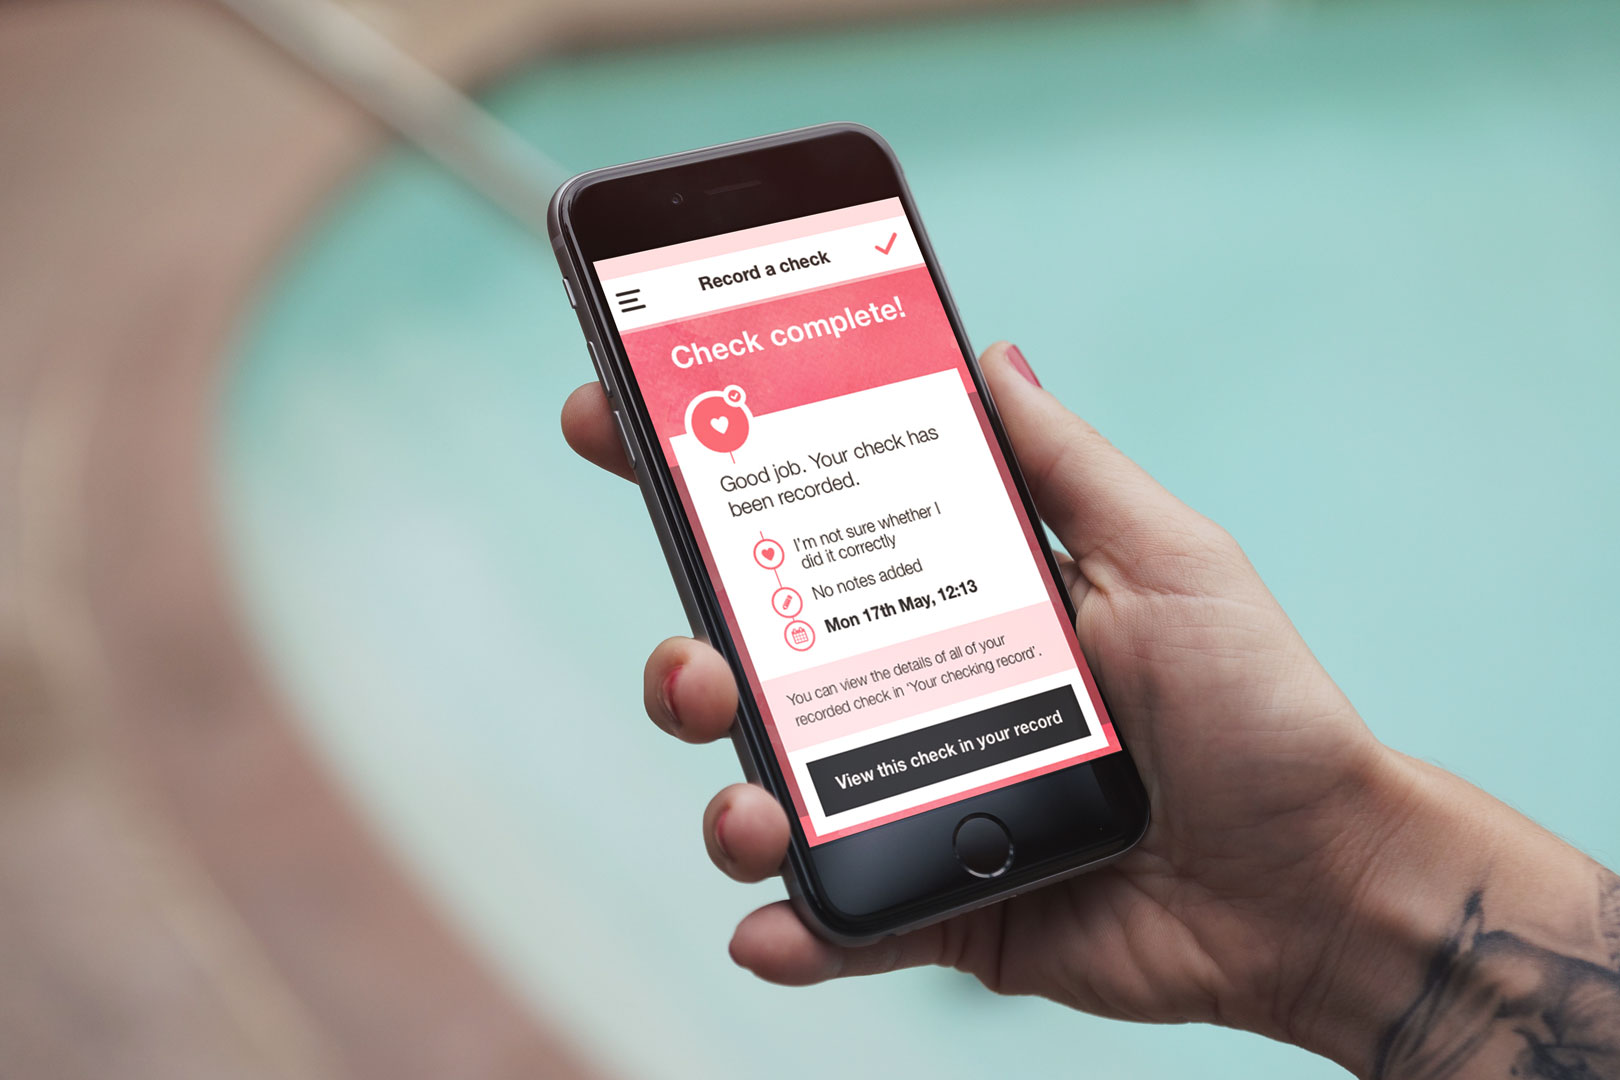 Record a check
Check complete!
Good job. Your check has
been recorded.
I'm not sure whether I
did it correctly
No notes added
Mon 17th May, 12:13
You can view the details of all of your
recorded check in 'Your checking record'.
View this check in your record